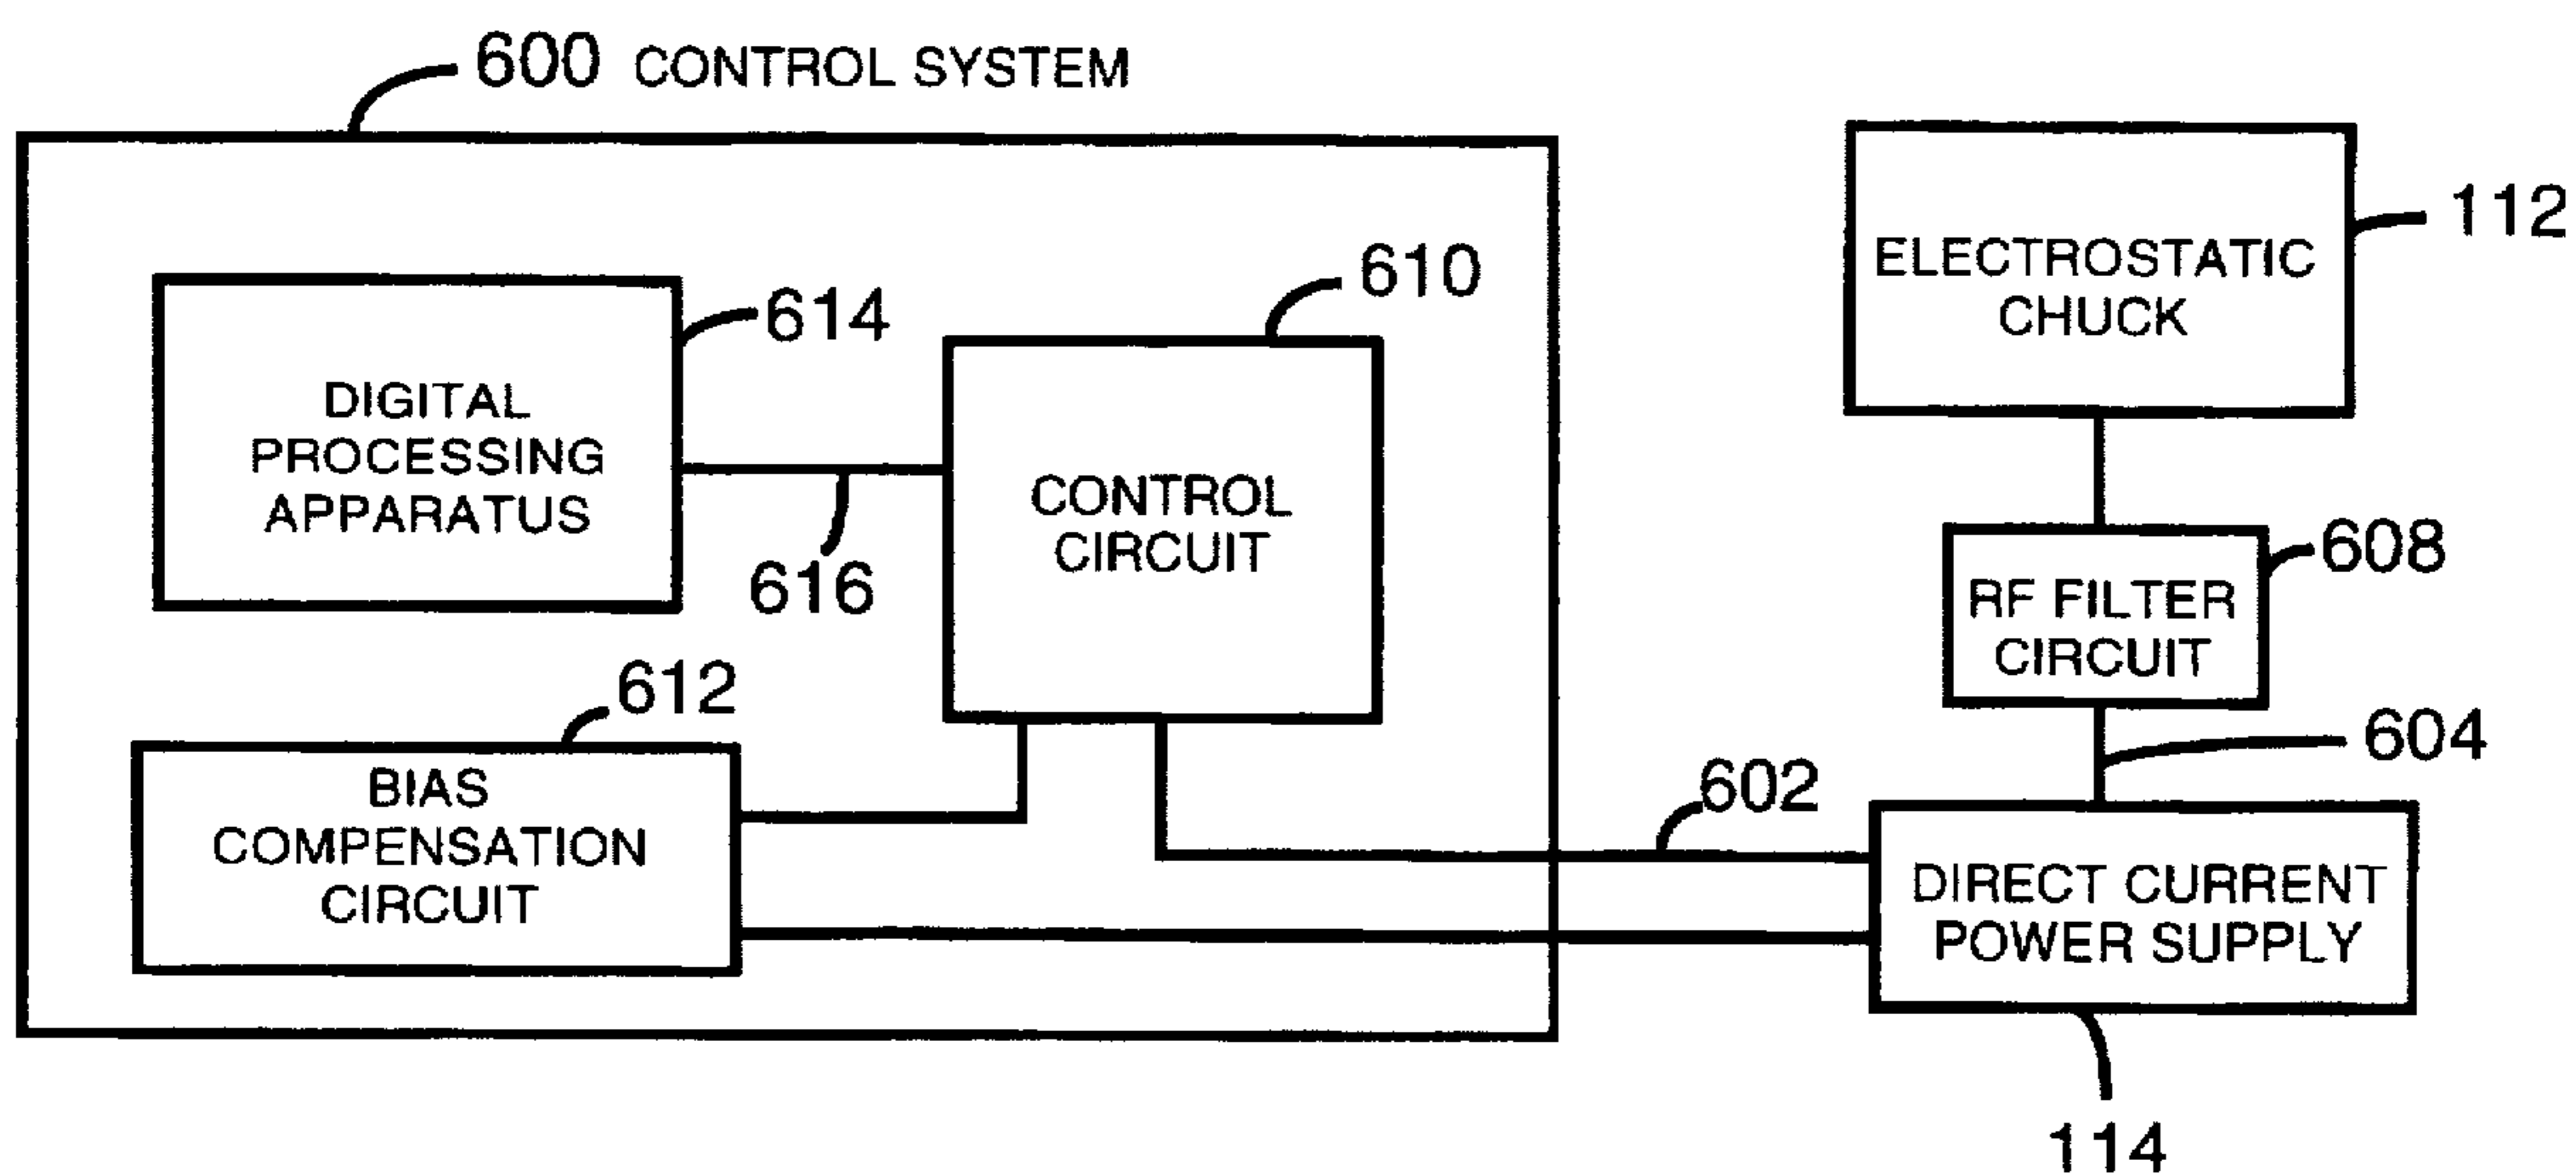 600 CONTROL SYSTEM
614
DIGITAL
PROCESSING
APPARATUS
616
610
CONTROL
CIRCUIT
612
BIAS
COMPENSATION
CIRCUIT
602
112
ELECTROSTATIC
CHUCK
608
RF FILTER
CIRCUIT
604
DIRECT CURRENT
POWER SUPPLY
114